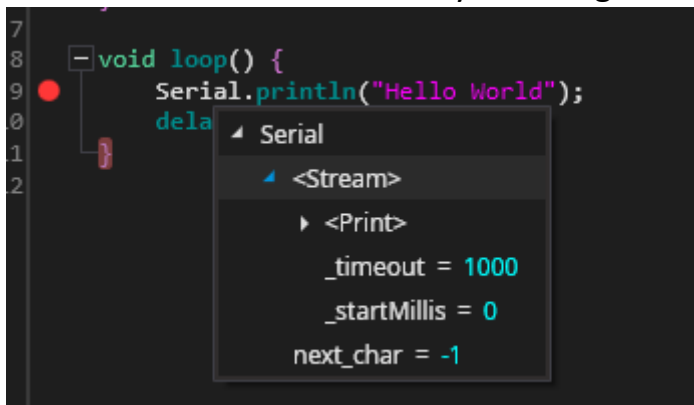 7
8 void loop() {
9 Serial.println("Hello World");
0 dela
1 }
2
Serial
<Stream>
<Print>
_timeout = 1000
_startMillis = 0
next_char = -1